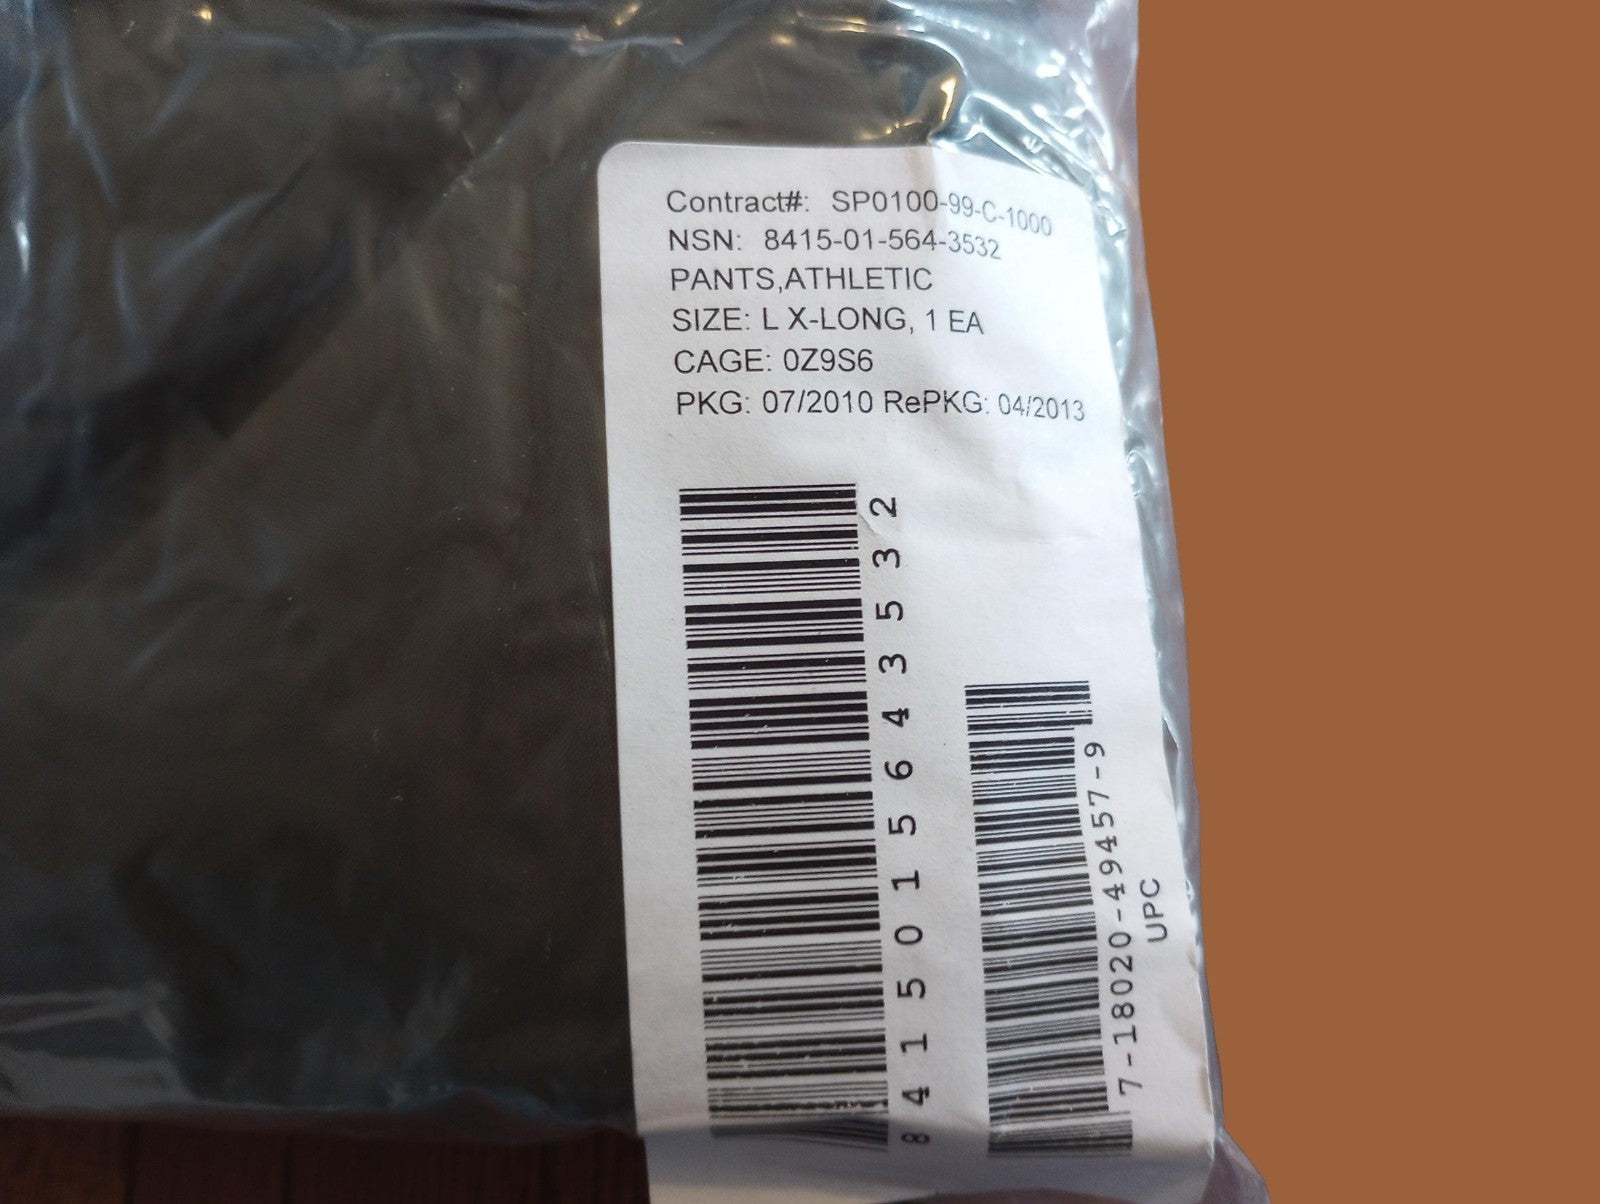 Contract#: SP0100-99-C-1000
NSN: 8415-01-564-3532
PANTS,ATHLETIC
SIZE: L X-LONG, 1 EA
CAGE: 0Z9S6
PKG: 07/2010 RePKG: 04/2013
8415015643532
7-18020-49457-9
UPC